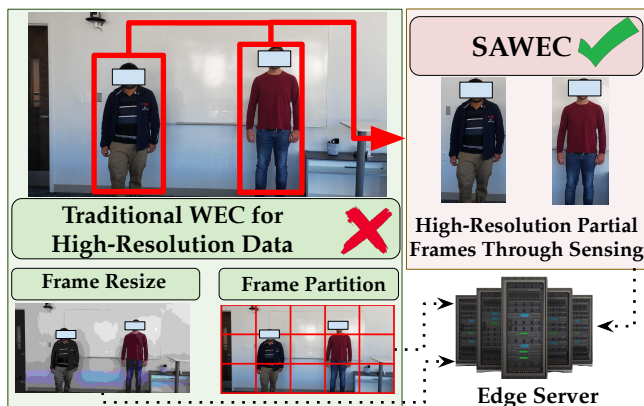 SAWEC
Traditional WEC for
High-Resolution Data
High-Resolution Partial
Frames Through Sensing
Frame Resize
Frame Partition
Edge Server